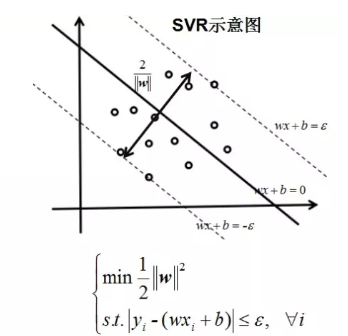 SVR示意图
2
‖w‖
wx+b=ε
wx+b=0
wx+b=-ε
min 1/2 ‖w‖²
s.t.|yᵢ-(wxᵢ+b)|≤ε, ∀i